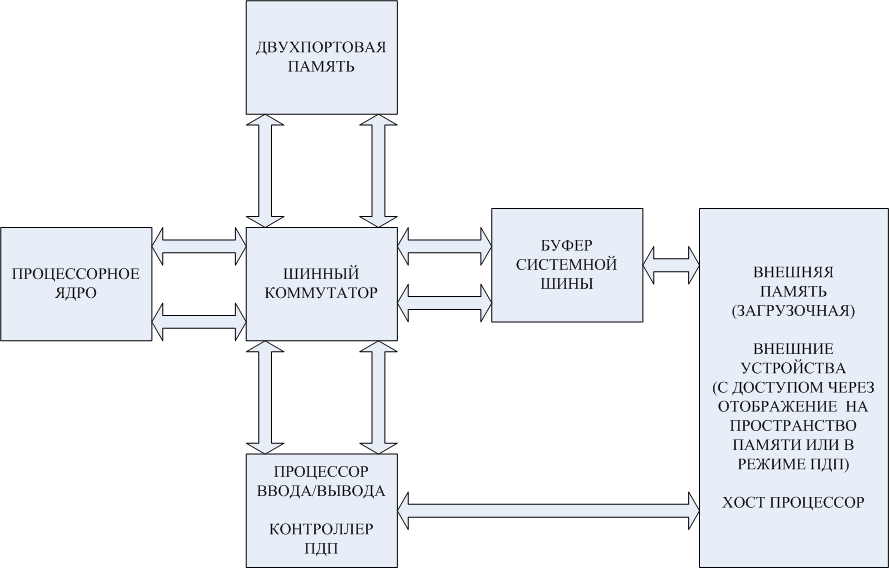 ДВУХПОРТОВАЯ
ПАМЯТЬ
ПРОЦЕССОРНОЕ
ЯДРО
ШИННЫЙ
КОММУТАТОР
БУФЕР
СИСТЕМНОЙ
ШИНЫ
ВНЕШНЯЯ
ПАМЯТЬ
(ЗАГРУЗОЧНАЯ)
ВНЕШНИЕ
УСТРОЙСТВА
(С ДОСТУПОМ ЧЕРЕЗ
ОТОБРАЖЕНИЕ НА
ПРОСТРАНСТВО
ПАМЯТИ ИЛИ В
РЕЖИМЕ ПДП)
ХОСТ ПРОЦЕССОР
ПРОЦЕССОР
ВВОДА/ВЫВОДА
КОНТРОЛЛЕР
ПДП